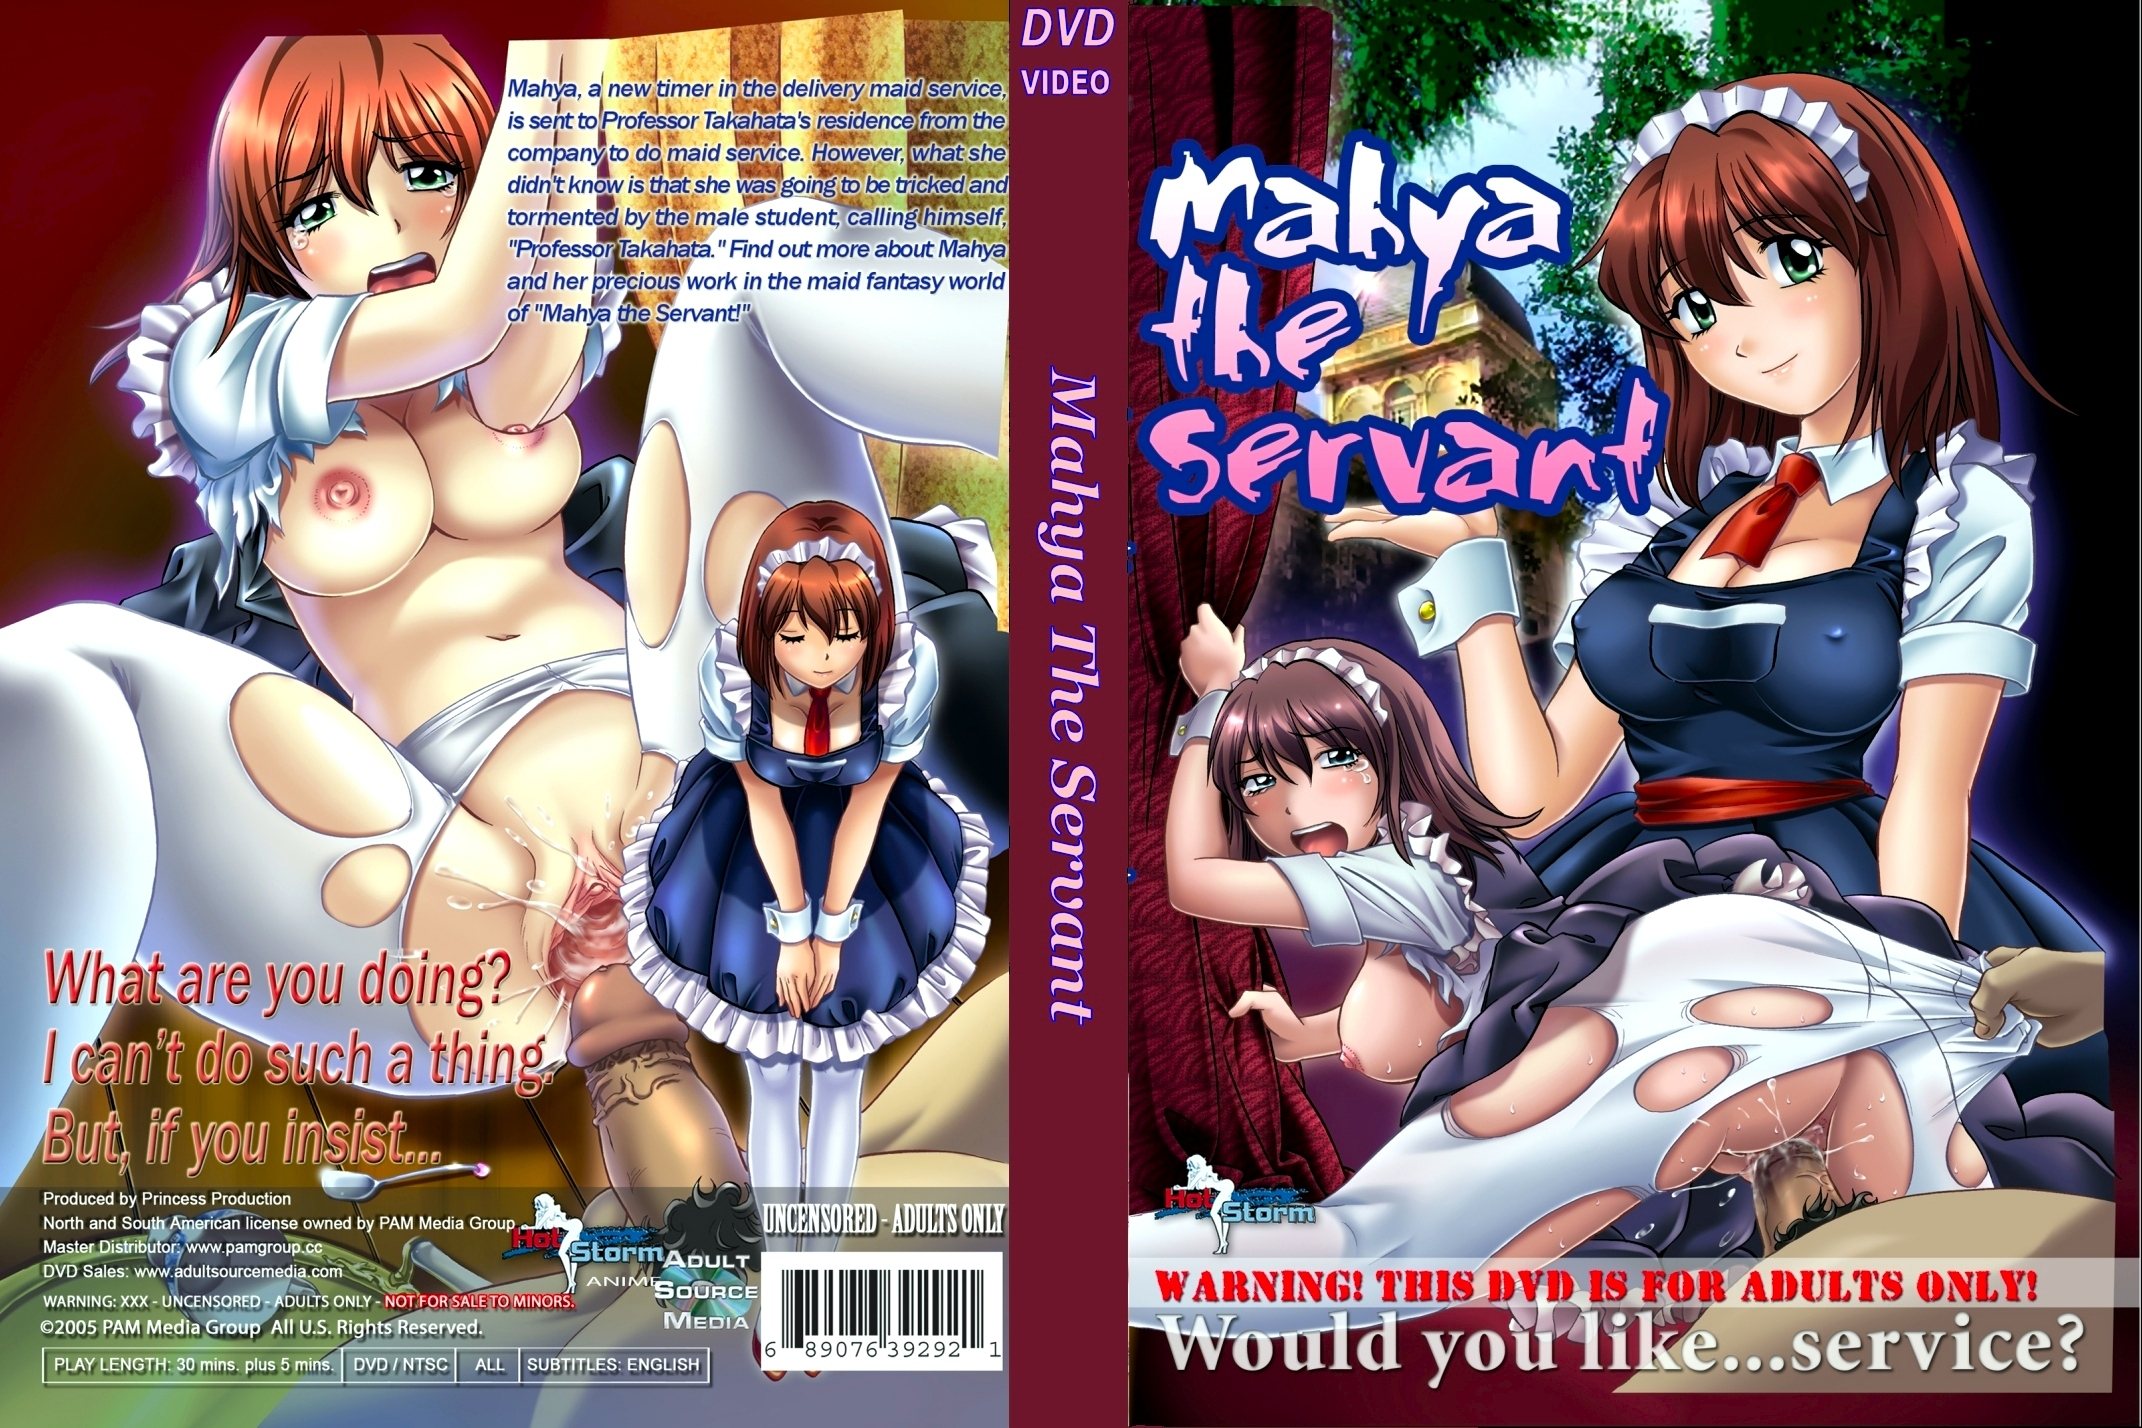 Mahya, a new timer in the delivery maid service,
is sent to Professor Takahata's residence from the
company to do maid service. However, what she
didn't know is that she was going to be tricked and
tormented by the male student, calling himself,
"Professor Takahata." Find out more about Mahya
and her precious work in the maid fantasy world
of "Mahya the Servant!"
What are you doing?
I can't do such a thing.
But, if you insist...
Produced by Princess Production
North and South American license owned by PAM Media Group
Master Distributor: www.pamgroup.cc
DVD Sales: www.adultsourcemedia.com
WARNING: XXX - UNCENSORED - ADULTS ONLY - NOT FOR SALE TO MINORS.
©2005 PAM Media Group All U.S. Rights Reserved.
PLAY LENGTH: 30 mins. plus 5 mins. DVD / NTSC ALL SUBTITLES: ENGLISH
Hot Storm
ANIME
ADULT
SOURCE
MEDIA
UNCENSORED - ADULTS ONLY
6 89076 39292 1
DVD
VIDEO
Mahya The Servant
Mahya
the
Servant
Hot Storm
WARNING! THIS DVD IS FOR ADULTS ONLY!
Would you like...service?